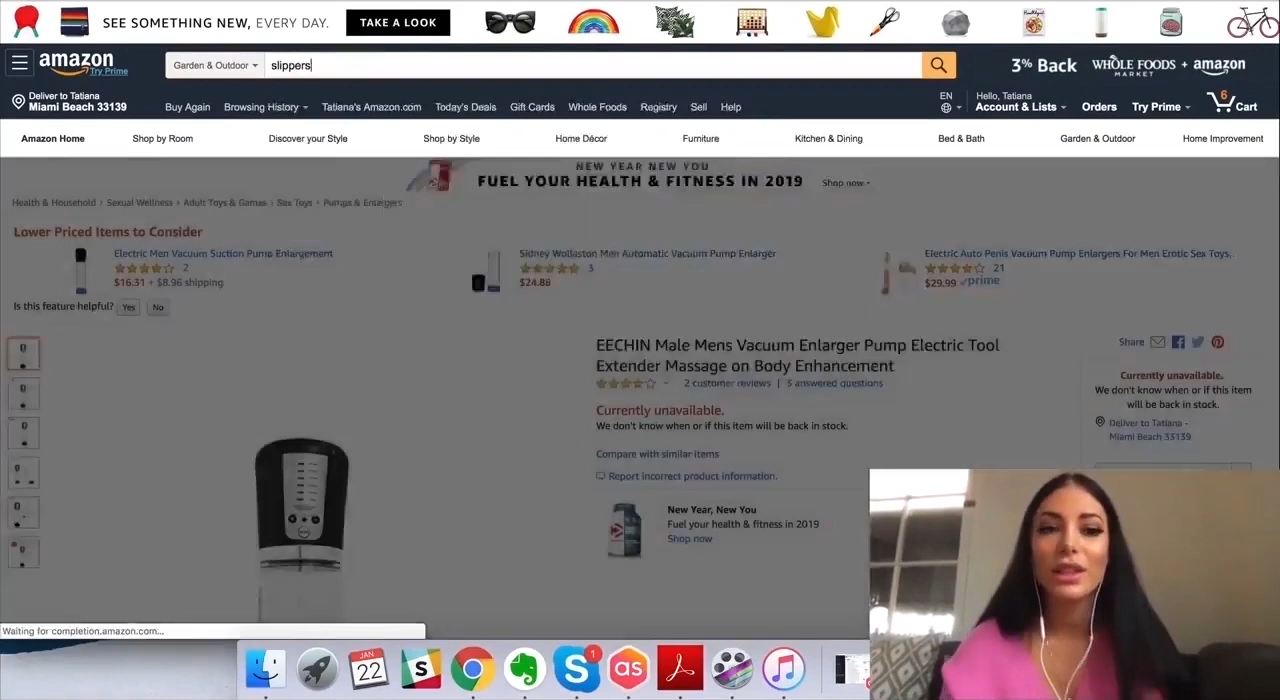 SEE SOMETHING NEW, EVERY DAY. TAKE A LOOK
amazon
Try Prime
Garden & Outdoor
slippers
3% Back WHOLE FOODS MARKET + amazon
Deliver to Tatiana
Miami Beach 33139
Buy Again Browsing History Tatiana's Amazon.com Today's Deals Gift Cards Whole Foods Registry Sell Help
EN
Hello, Tatiana
Account & Lists Orders Try Prime 6 Cart
Amazon Home Shop by Room Discover your Style Shop by Style Home Décor Furniture Kitchen & Dining Bed & Bath Garden & Outdoor Home Improvement
NEW YEAR NEW YOU
FUEL YOUR HEALTH & FITNESS IN 2019 Shop now ›
Health & Household › Sexual Wellness › Adult Toys & Games › Sex Toys › Pumps & Enlargers
Lower Priced Items to Consider
Electric Men Vacuum Suction Pump Enlargement
2
$16.31 + $8.96 shipping
Sidney Wolliston Men Automatic Vacuum Pump Enlarger
3
$24.88
Electric Auto Penis Vacuum Pump Enlargers For Men Erotic Sex Toys.
21
$29.99 prime
Is this feature helpful? Yes No
EECHIN Male Mens Vacuum Enlarger Pump Electric Tool
Extender Massage on Body Enhancement
2 customer reviews | 5 answered questions
Currently unavailable.
We don't know when or if this item will be back in stock.
Compare with similar items
Report incorrect product information.
New Year, New You
Fuel your health & fitness in 2019
Shop now
Share
Currently unavailable.
We don't know when or if this item
will be back in stock.
Deliver to Tatiana -
Miami Beach 33139
Waiting for completion.amazon.com...
JAN
22
S
S
1
as